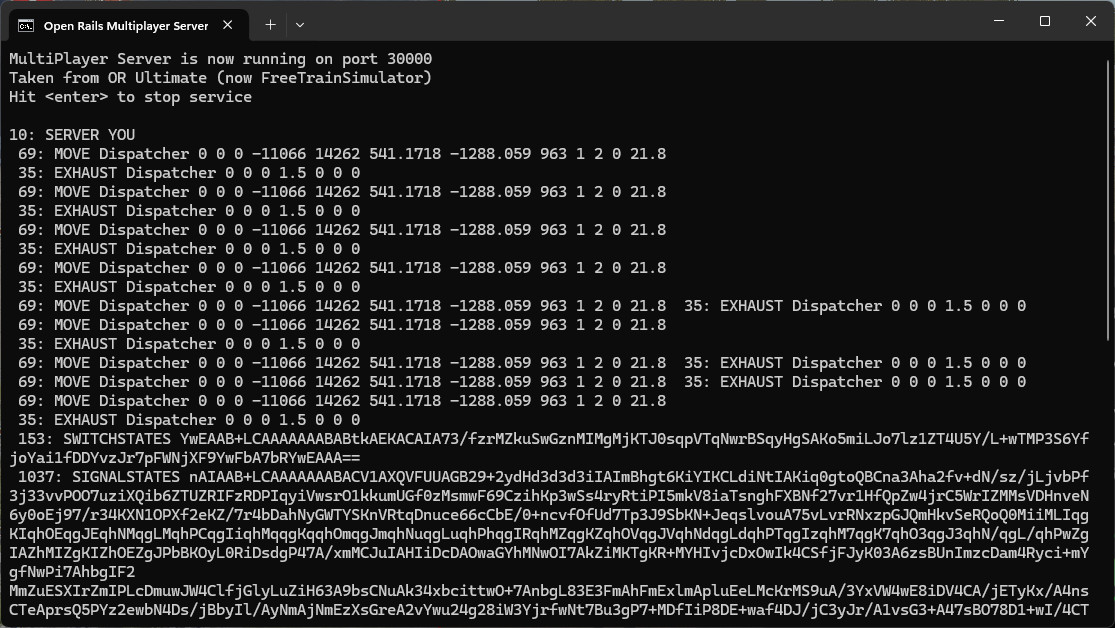 Open Rails Multiplayer Server
MultiPlayer Server is now running on port 30000
Taken from OR Ultimate (now FreeTrainSimulator)
Hit <enter> to stop service
10: SERVER YOU
69: MOVE Dispatcher 0 0 0 -11066 14262 541.1718 -1288.059 963 1 2 0 21.8
35: EXHAUST Dispatcher 0 0 0 1.5 0 0 0
69: MOVE Dispatcher 0 0 0 -11066 14262 541.1718 -1288.059 963 1 2 0 21.8
35: EXHAUST Dispatcher 0 0 0 1.5 0 0 0
69: MOVE Dispatcher 0 0 0 -11066 14262 541.1718 -1288.059 963 1 2 0 21.8
35: EXHAUST Dispatcher 0 0 0 1.5 0 0 0
69: MOVE Dispatcher 0 0 0 -11066 14262 541.1718 -1288.059 963 1 2 0 21.8
35: EXHAUST Dispatcher 0 0 0 1.5 0 0 0
69: MOVE Dispatcher 0 0 0 -11066 14262 541.1718 -1288.059 963 1 2 0 21.8  35: EXHAUST Dispatcher 0 0 0 1.5 0 0 0
69: MOVE Dispatcher 0 0 0 -11066 14262 541.1718 -1288.059 963 1 2 0 21.8
35: EXHAUST Dispatcher 0 0 0 1.5 0 0 0
69: MOVE Dispatcher 0 0 0 -11066 14262 541.1718 -1288.059 963 1 2 0 21.8  35: EXHAUST Dispatcher 0 0 0 1.5 0 0 0
69: MOVE Dispatcher 0 0 0 -11066 14262 541.1718 -1288.059 963 1 2 0 21.8  35: EXHAUST Dispatcher 0 0 0 1.5 0 0 0
69: MOVE Dispatcher 0 0 0 -11066 14262 541.1718 -1288.059 963 1 2 0 21.8
35: EXHAUST Dispatcher 0 0 0 1.5 0 0 0
153: SWITCHSTATES YwEAAB+LCAAAAAAABABtkAEKACAIA73/fzrMZkuSwGznMIMgMjKTJ0sqpVTqNwrBSqyHgSAKo5miLJo7lz1ZT4U5Y/L+wTMP3S6Yf
joYai1fDDYvzJr7pFWNjXF9YwFbA7bRYwEAAA==
1037: SIGNALSTATES nAIAAB+LCAAAAAAABACV1AXQVFUUAGB29+2ydHd3d3d3iIAImBhgt6KiYIKCLdiNtIAKiq0gtoQBCna3Aha2fv+dN/sz/jLjvbPf
3j33vvPOO7uziXQib6ZTUZRIFzRDPIqyiVwsrO1kkumUGf0zMsmwF69CzihKp3wSs4ryRtiPI5mkV8iaTsnghFXBNf27vr1HfQpZw4jrC5WrIZMMsVDHnveN
6y0oEj97/r34KXN1OPXf2eKZ/7r4bDahNyGWTYSKnVRtqDnuce66cCbE/0+ncvfOfUd7Tp3J9SbKN+JeqslvouA75vLvrRNxzpGJQmHkvSeRQoQ0MiiMLIqg
KIqhOEqgJEqhNMqgLMqhPCqgIiqhMqqgKqqhOmqgJmqhNuqgLuqhPhqgIRqhMZqgKZqhOVqgJVqhNdqgLdqhPTqgIzqhM7qgK7qhO3qgJ3qhN/qgL/qhPwZg
IAZhMIZgKIZhOEZgJPbBKOyL0RiDsdgP47A/xmMCJuIAHIiDcDAOwaGYhMNwOI7AkZiMKTgKR+MYHIvjcDxOwIk4CSfjFJyK03A6zsBUnImzcDam4Ryci+mY
gfNwPi7AhbgIF2
MmZuESXIrZmIPLcDmuwJW4ClfjGlyLuZiH63A9bsCNuAk34xbcittwO+7AnbgL83E3FmAhFmExlmApluEeLMcKrMS9uA/3YxVW4wE8iDV4CA/jETyKx/A4ns
CTeAprsQ5PYz2ewbN4Ds/jBbyIl/AyNmAjNmEzXsGreA2vYwu24g28iW3YjrfwNt7Bu3gP7+MDfIiP8DE+waf4DJ/jC3yJr/A1vsG3+A47sBO78D1+wI/4CT